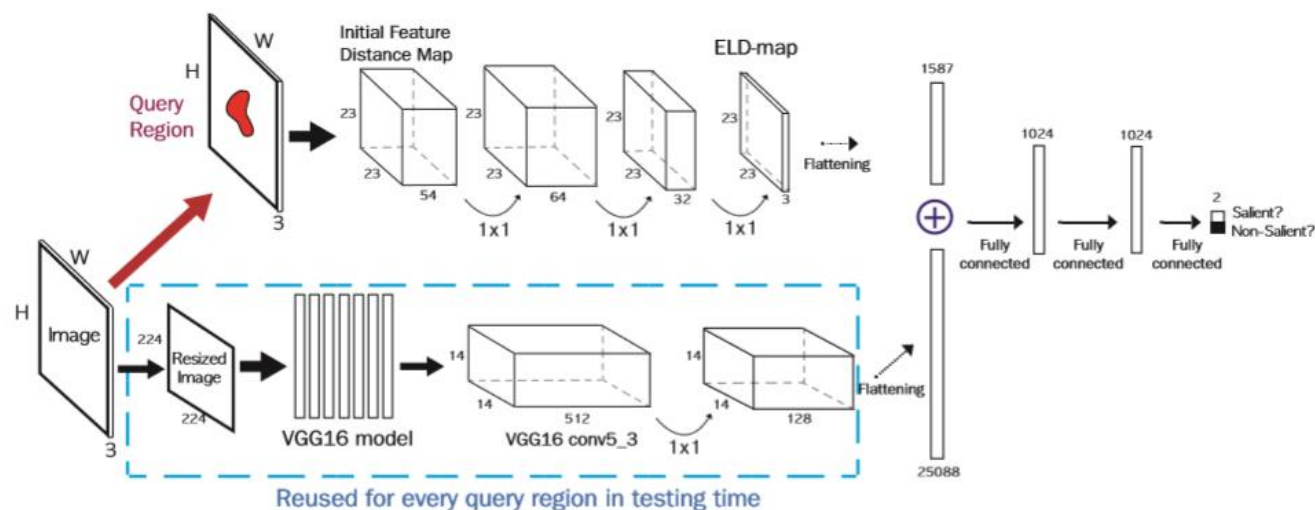 W
H
Query
Region
3
Initial Feature
Distance Map
23
23
54
1x1
23
23
64
1x1
23
23
32
1x1
ELD-map
23
23
3
Flattening
1587
1024
1024
2
Salient?
Non-Salient?
Fully
connected
Fully
connected
Fully
connected
W
H
Image
3
224
Resized
Image
224
VGG16 model
14
14
512
VGG16 conv5_3
1x1
14
14
128
Flattening
25088
Reused for every query region in testing time